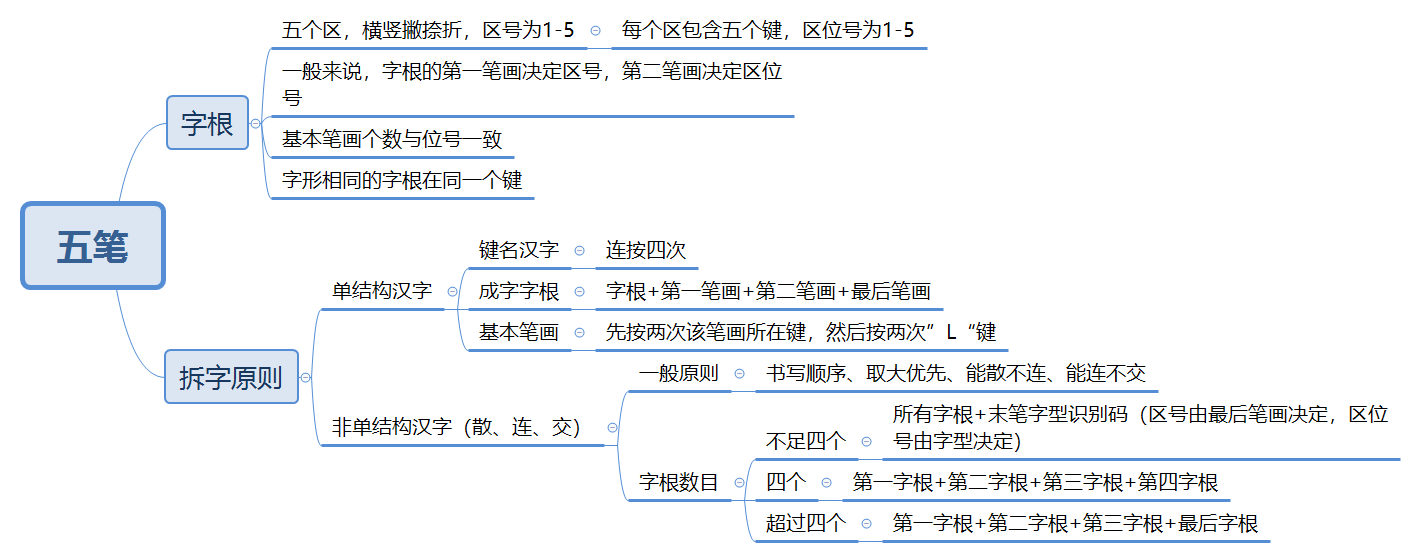 五笔
字根
五个区，横竖撇捺折，区号为1-5
每个区包含五个键，区位号为1-5
一般来说，字根的第一笔画决定区号，第二笔画决定区位
号
基本笔画个数与位号一致
字形相同的字根在同一个键
拆字原则
单结构汉字
键名汉字
连按四次
成字字根
字根+第一笔画+第二笔画+最后笔画
基本笔画
先按两次该笔画所在键，然后按两次”L“键
非单结构汉字（散、连、交）
一般原则
书写顺序、取大优先、能散不连、能连不交
字根数目
不足四个
所有字根+末笔字型识别码（区号由最后笔画决定，区位
号由字型决定）
四个
第一字根+第二字根+第三字根+第四字根
超过四个
第一字根+第二字根+第三字根+最后字根